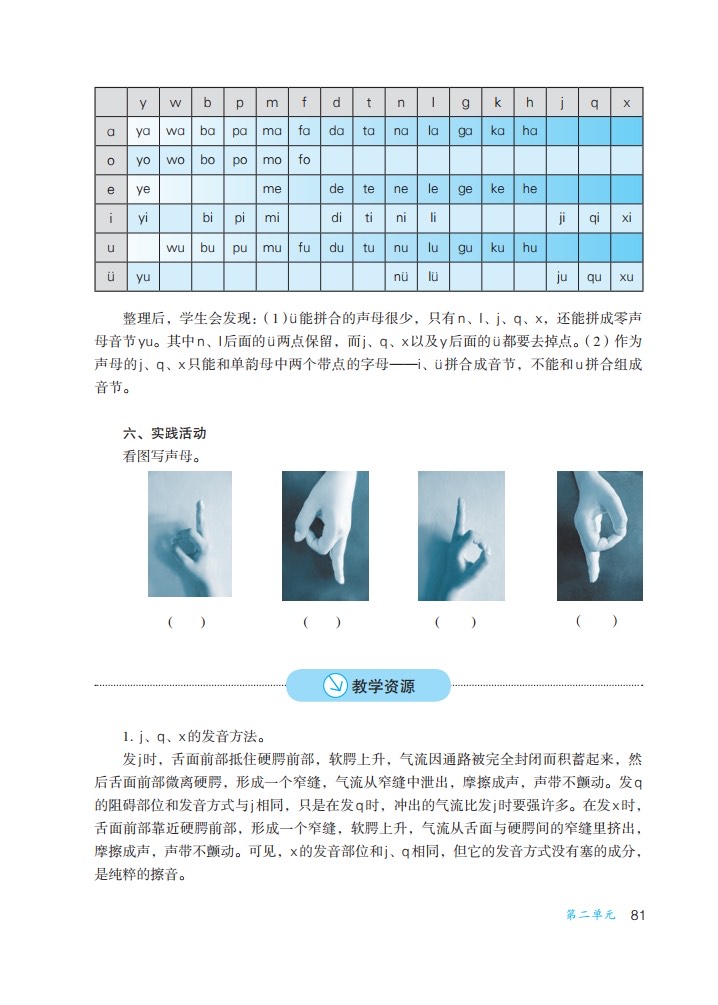 y w b p m f d t n l g k h j q x
a ya wa ba pa ma fa da ta na la ga ka ha
o yo wo bo po mo fo
e ye me de te ne le ge ke he
i yi bi pi mi di ti ni li ji qi xi
u wu bu pu mu fu du tu nu lu gu ku hu
ü yu nü lü ju qu xu
整理后，学生会发现：（1）ü能拼合的声母很少，只有n、l、j、q、x，还能拼成零声
母音节yu。其中n、l后面的ü两点保留，而j、q、x以及y后面的ü都要去掉点。（2）作为
声母的j、q、x只能和单韵母中两个带点的字母——i、ü拼合成音节，不能和u拼合组成
音节。
六、实践活动
看图写声母。
（ ） （ ） （ ） （ ）
教学资源
1. j、q、x的发音方法。
发j时，舌面前部抵住硬腭前部，软腭上升，气流因通路被完全封闭而积蓄起来，然
后舌面前部微离硬腭，形成一个窄缝，气流从窄缝中泄出，摩擦成声，声带不颤动。发q
的阻碍部位和发音方式与j相同，只是在发q时，冲出的气流比发j时要强许多。在发x时，
舌面前部靠近硬腭前部，形成一个窄缝，软腭上升，气流从舌面与硬腭间的窄缝里挤出，
摩擦成声，声带不颤动。可见，x的发音部位和j、q相同，但它的发音方式没有塞的成分，
是纯粹的擦音。
第二单元 81